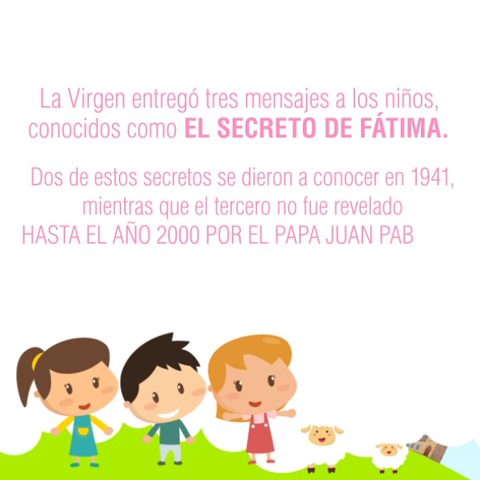 La Virgen entregó tres mensajes a los niños,
conocidos como EL SECRETO DE FÁTIMA.
Dos de estos secretos se dieron a conocer en 1941,
mientras que el tercero no fue revelado
HASTA EL AÑO 2000 POR EL PAPA JUAN PAB